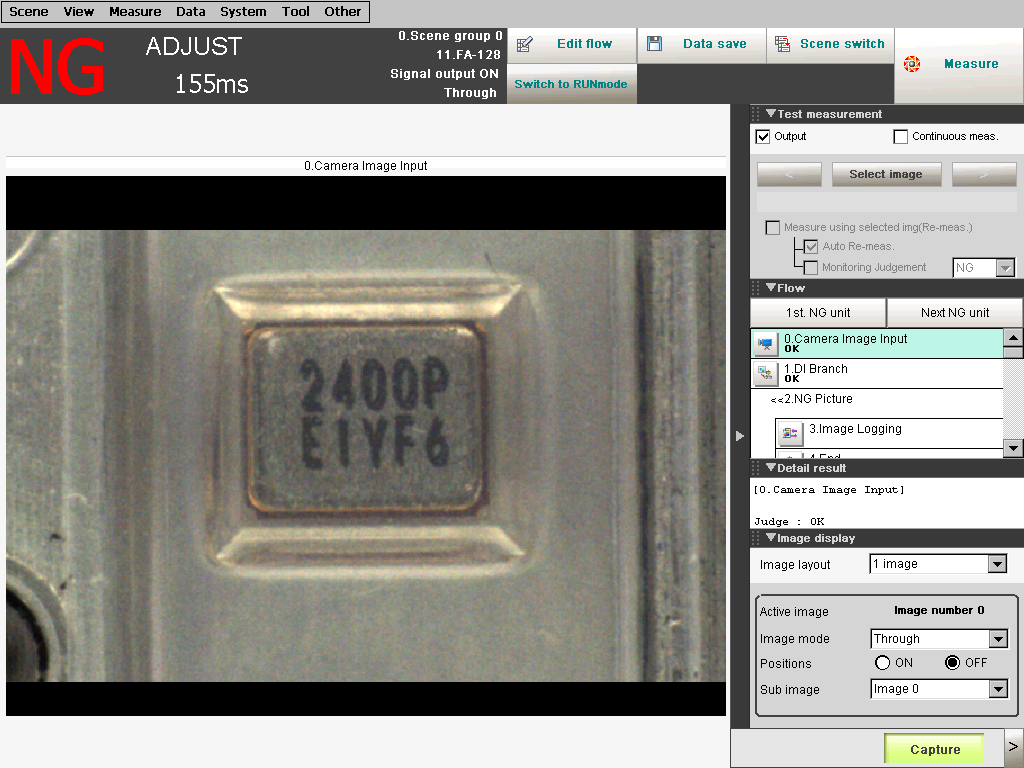 Scene View Measure Data System Tool Other
NG
ADJUST
155ms
0.Scene group 0
11.FA-128
Signal output ON
Through
Edit flow
Data save
Scene switch
Switch to RUNmode
Measure
0.Camera Image Input
2400P
E1YF6
Test measurement
Output
Continuous meas.
<
Select image
>
Measure using selected img(Re-meas.)
Auto Re-meas.
Monitoring Judgement
NG
Flow
1st. NG unit
Next NG unit
0.Camera Image Input
OK
1.DI Branch
OK
<<2.NG Picture
3.Image Logging
4.End
Detail result
[0.Camera Image Input]
Judge : OK
Image display
Image layout
1 image
Active image
Image number 0
Image mode
Through
Positions
ON
OFF
Sub image
Image 0
Capture
>